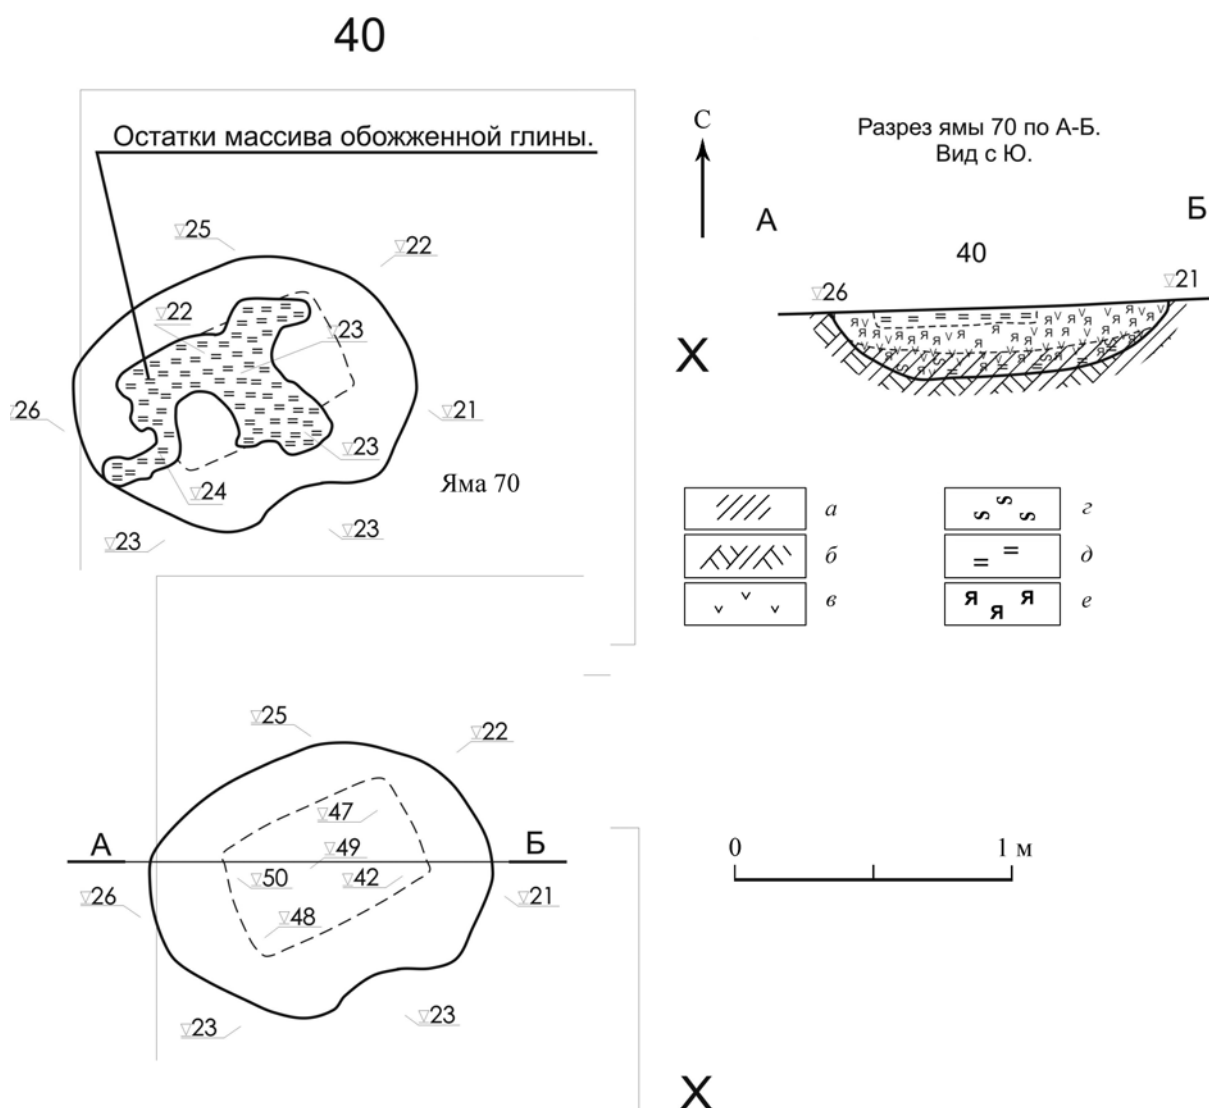 40
Остатки массива обожженной глины.
25
22
22
23
26
21
23
24
Яма 70
23
23
С
Разрез ямы 70 по А-Б.
Вид с Ю.
А
Б
40
26
21
Х
а
б
в
г
д
е
s s s
= =
v v v
Я Я Я
25
22
47
А
49
Б
50
42
26
21
48
23
23
0
1 м
Х